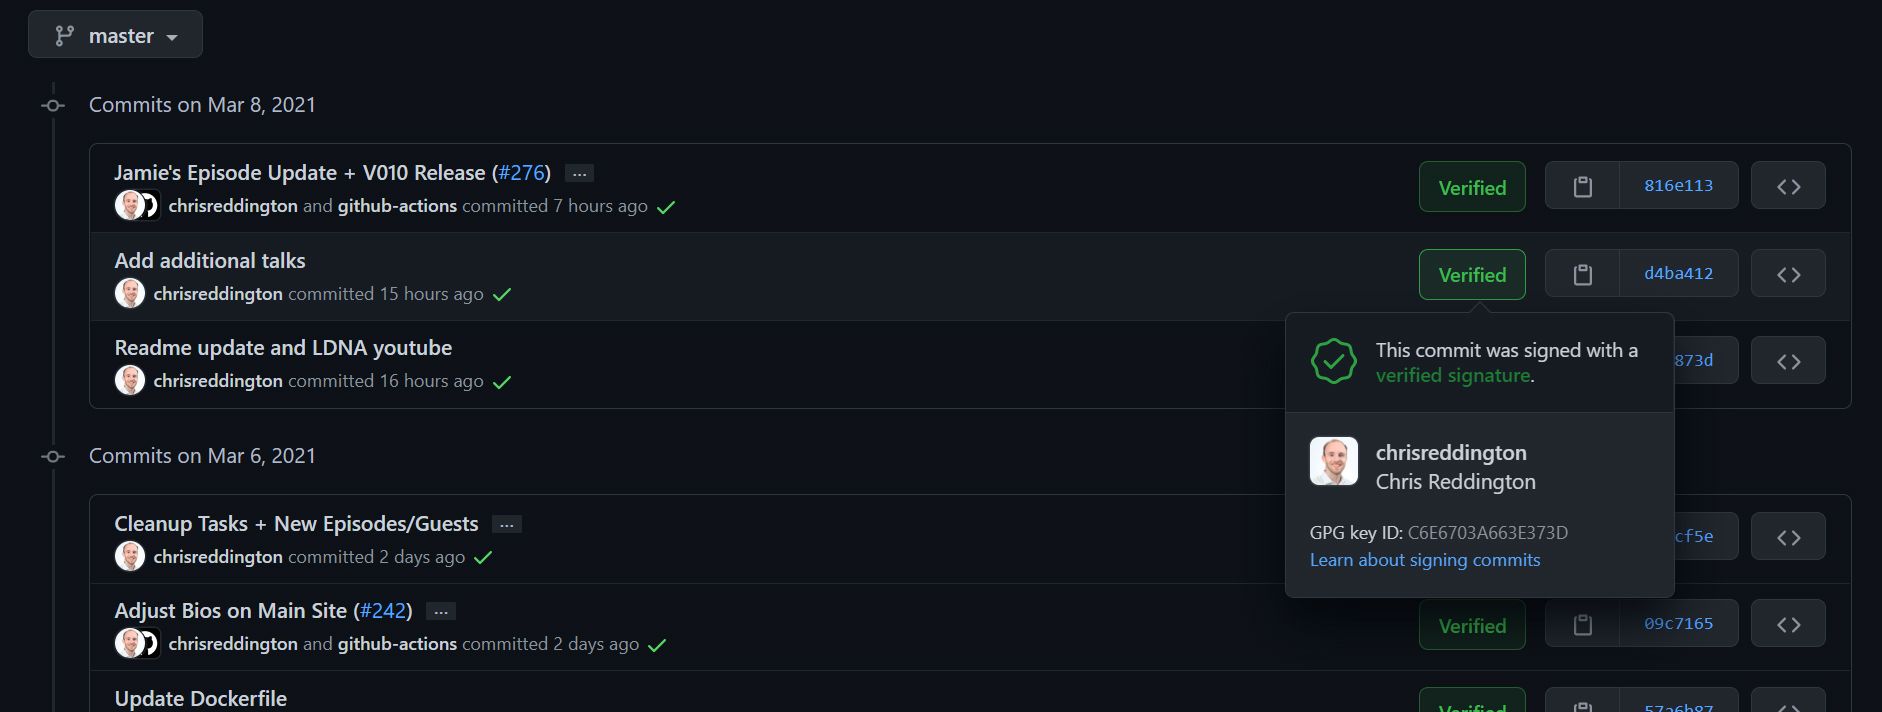 master
Commits on Mar 8, 2021
Jamie's Episode Update + V010 Release (#276) ...
chrisreddington and github-actions committed 7 hours ago
Verified
816e113
Add additional talks
chrisreddington committed 15 hours ago
Verified
d4ba412
Readme update and LDNA youtube
chrisreddington committed 16 hours ago
873d
This commit was signed with a
verified signature.
chrisreddington
Chris Reddington
GPG key ID: C6E6703A663E373D
Learn about signing commits
Commits on Mar 6, 2021
Cleanup Tasks + New Episodes/Guests ...
chrisreddington committed 2 days ago
cf5e
Adjust Bios on Main Site (#242) ...
chrisreddington and github-actions committed 2 days ago
Verified
09c7165
Update Dockerfile
Verified